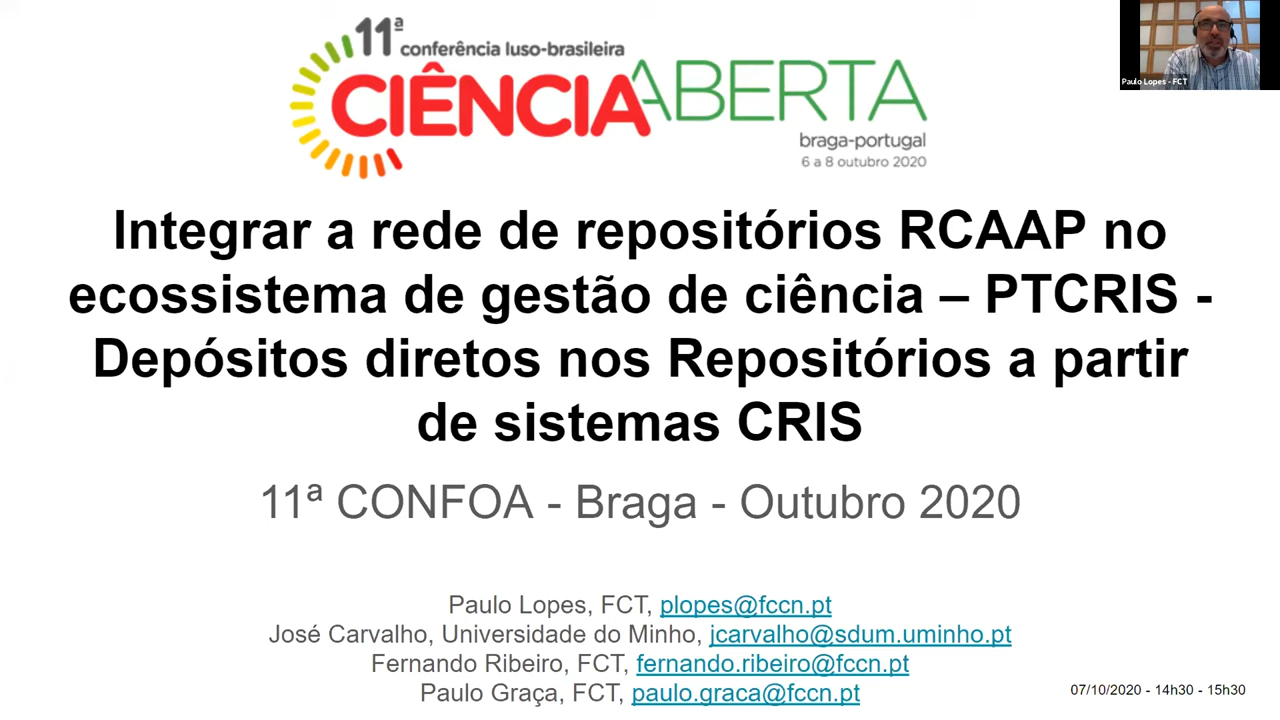 11ª conferência luso-brasileira
CIÊNCIA ABERTA
braga-portugal
6 a 8 outubro 2020
Paulo Lopes - FCT
Integrar a rede de repositórios RCAAP no
ecossistema de gestão de ciência – PTCRIS -
Depósitos diretos nos Repositórios a partir
de sistemas CRIS
11ª CONFOA - Braga - Outubro 2020
Paulo Lopes, FCT, plopes@fccn.pt
José Carvalho, Universidade do Minho, jcarvalho@sdum.uminho.pt
Fernando Ribeiro, FCT, fernando.ribeiro@fccn.pt
Paulo Graça, FCT, paulo.graca@fccn.pt
07/10/2020 - 14h30 - 15h30